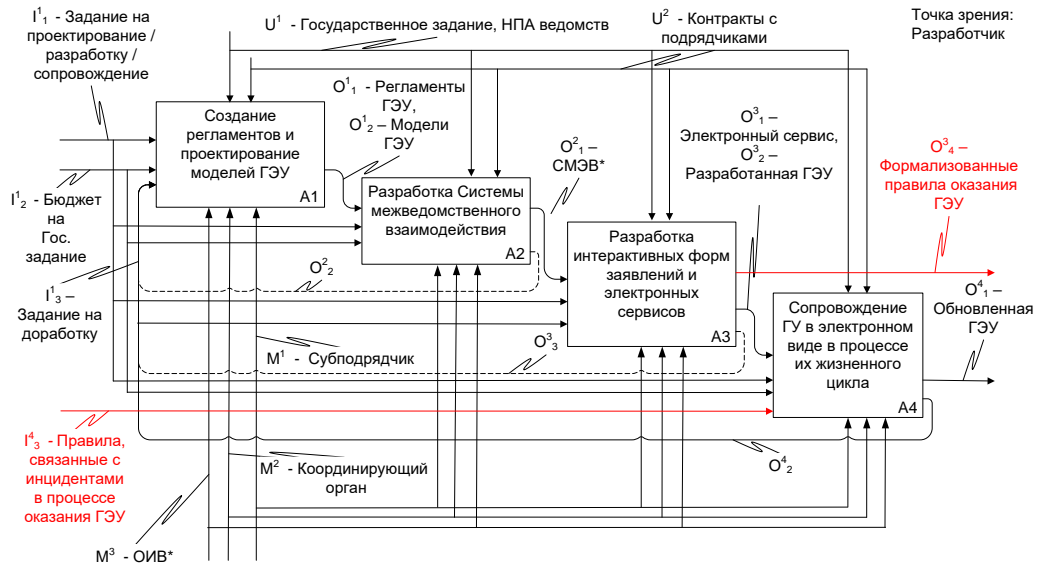 I¹₁ - Задание на
проектирование /
разработку /
сопровождение
U¹ - Государственное задание, НПА ведомств
U² - Контракты с
подрядчиками
Точка зрения:
Разработчик
Создание
регламентов и
проектирование
моделей ГЭУ
A1
O¹₁ - Регламенты
ГЭУ,
O¹₂ – Модели
ГЭУ
O²₁ –
СМЭВ*
O³₁ –
Электронный сервис,
O³₂ –
Разработанная ГЭУ
O³₄ –
Формализованные
правила оказания
ГЭУ
I¹₂ - Бюджет
на
Гос.
задание
Разработка Системы
межведомственного
взаимодействия
A2
Разработка
интерактивных форм
заявлений и
электронных
сервисов
A3
I¹₃ –
Задание на
доработку
O²₂
O³₃
M¹ - Субподрядчик
Сопровождение
ГУ в электронном
виде в процессе
их жизненного
цикла
A4
O⁴₁ –
Обновленная
ГЭУ
I⁴₃ - Правила,
связанные с
инцидентами
в процессе
оказания ГЭУ
M² - Координирующий
орган
O⁴₂
M³ - ОИВ*